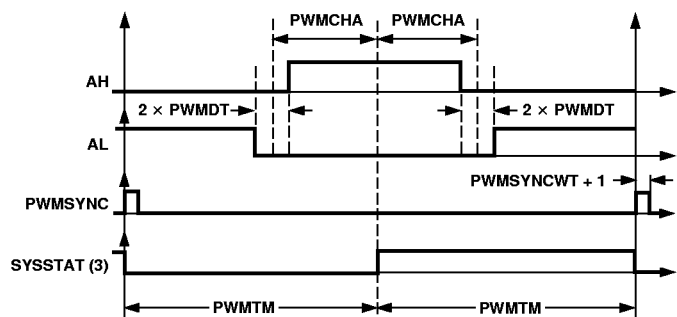 PWMCHA PWMCHA
AH
2 × PWMDT 2 × PWMDT
AL
PWMSYNCWT + 1
PWMSYNC
SYSSTAT (3)
PWMTM PWMTM